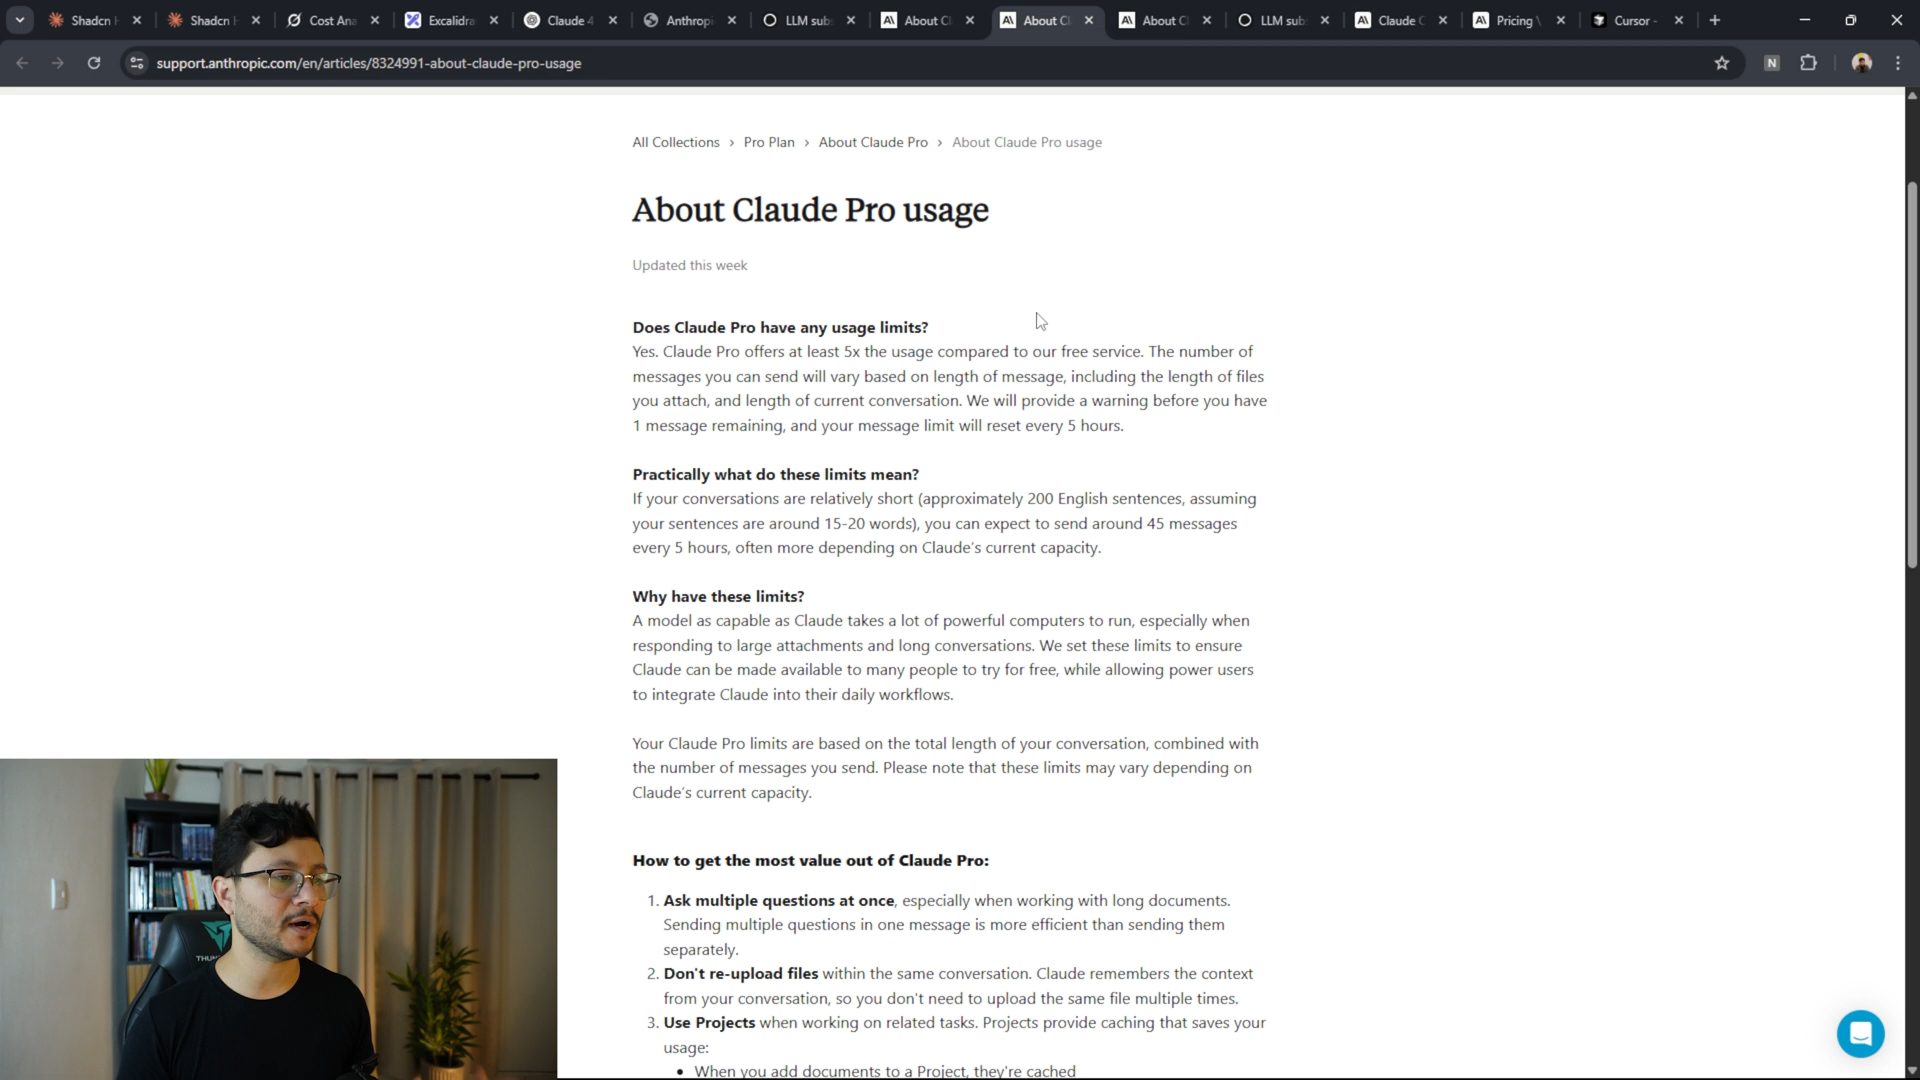 Shadcn
Shadcn
Cost Ana
Excalidra
Claude 4
Anthropi
LLM subs
About Cl
About Cl
About Cl
LLM subs
Claude C
Pricing \
Cursor -
support.anthropic.com/en/articles/8324991-about-claude-pro-usage
N
All Collections > Pro Plan > About Claude Pro > About Claude Pro usage
About Claude Pro usage
Updated this week
Does Claude Pro have any usage limits?
Yes. Claude Pro offers at least 5x the usage compared to our free service. The number of
messages you can send will vary based on length of message, including the length of files
you attach, and length of current conversation. We will provide a warning before you have
1 message remaining, and your message limit will reset every 5 hours.
Practically what do these limits mean?
If your conversations are relatively short (approximately 200 English sentences, assuming
your sentences are around 15-20 words), you can expect to send around 45 messages
every 5 hours, often more depending on Claude's current capacity.
Why have these limits?
A model as capable as Claude takes a lot of powerful computers to run, especially when
responding to large attachments and long conversations. We set these limits to ensure
Claude can be made available to many people to try for free, while allowing power users
to integrate Claude into their daily workflows.
Your Claude Pro limits are based on the total length of your conversation, combined with
the number of messages you send. Please note that these limits may vary depending on
Claude's current capacity.
How to get the most value out of Claude Pro:
1. Ask multiple questions at once, especially when working with long documents.
Sending multiple questions in one message is more efficient than sending them
separately.
2. Don't re-upload files within the same conversation. Claude remembers the context
from your conversation, so you don't need to upload the same file multiple times.
3. Use Projects when working on related tasks. Projects provide caching that saves your
usage:
• When you add documents to a Project, they're cached